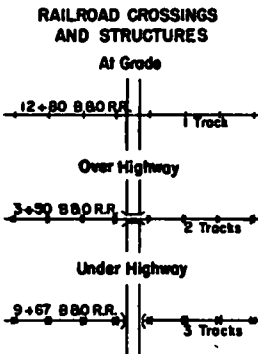 RAILROAD CROSSINGS
AND STRUCTURES
At Grade
12+80 B&O R.R.
1 Track
Over Highway
3+50 B&O R.R.
2 Tracks
Under Highway
9+67 B&O R.R.
3 Tracks